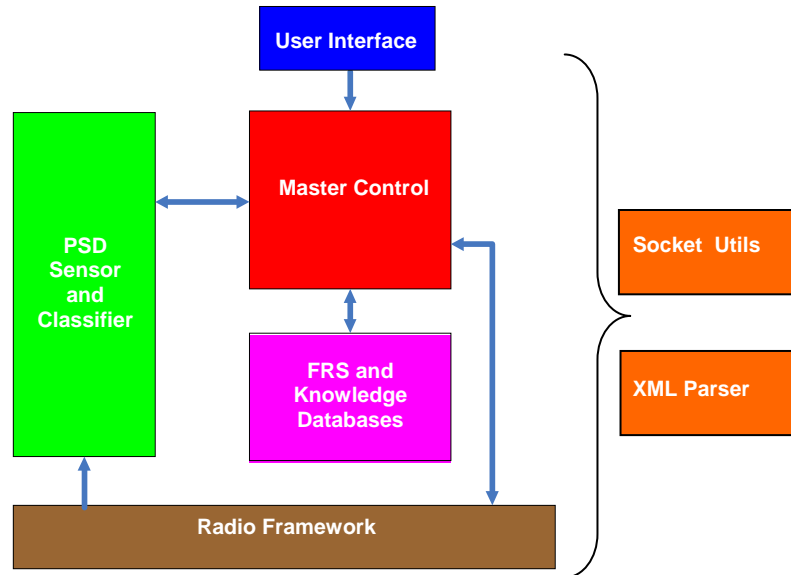 User Interface
Master Control
PSD
Sensor
and
Classifier
Socket Utils
FRS and
Knowledge
Databases
XML Parser
Radio Framework